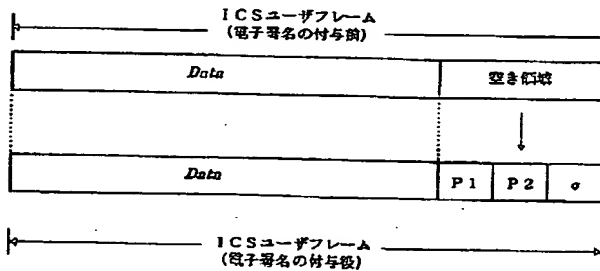 ICSユーザフレーム
(電子署名の付与前)
Data 空き領域
Data P1 P2 σ
ICSユーザフレーム
(電子署名の付与後)